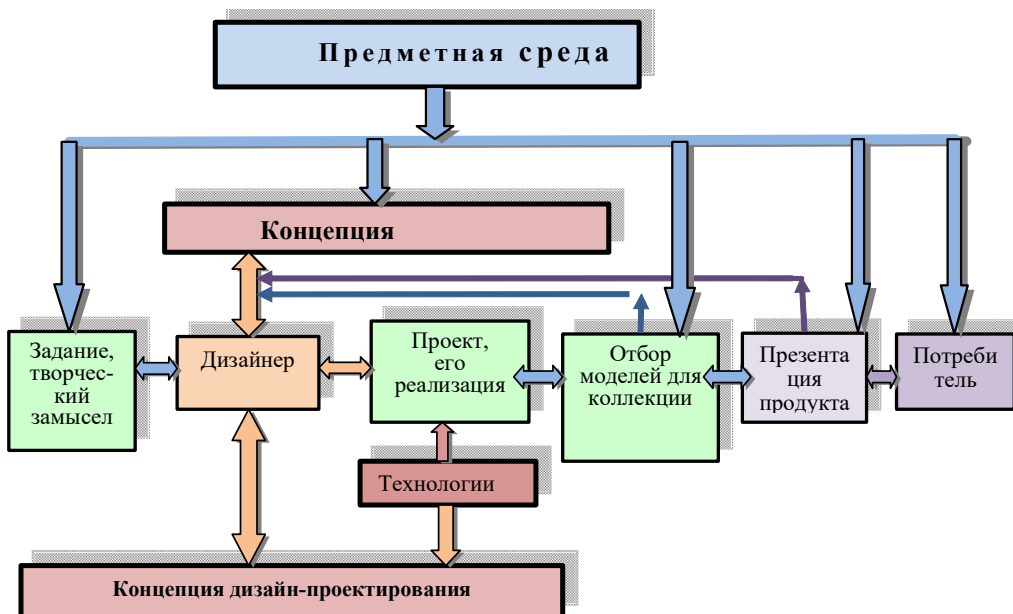 Предметная среда
Концепция
Задание,
творчес-
кий
замысел
Дизайнер
Проект,
его
реализация
Отбор
моделей для
коллекции
Презента
ция
продукта
Потреби
тель
Технологии
Концепция дизайн-проектирования